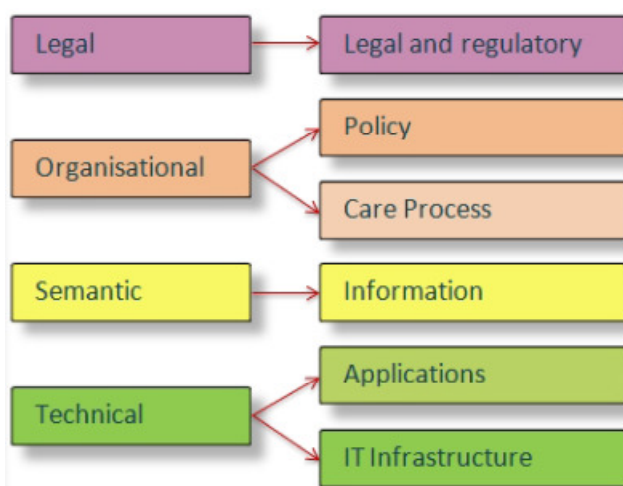 Legal
Legal and regulatory
Organisational
Policy
Care Process
Semantic
Information
Technical
Applications
IT Infrastructure